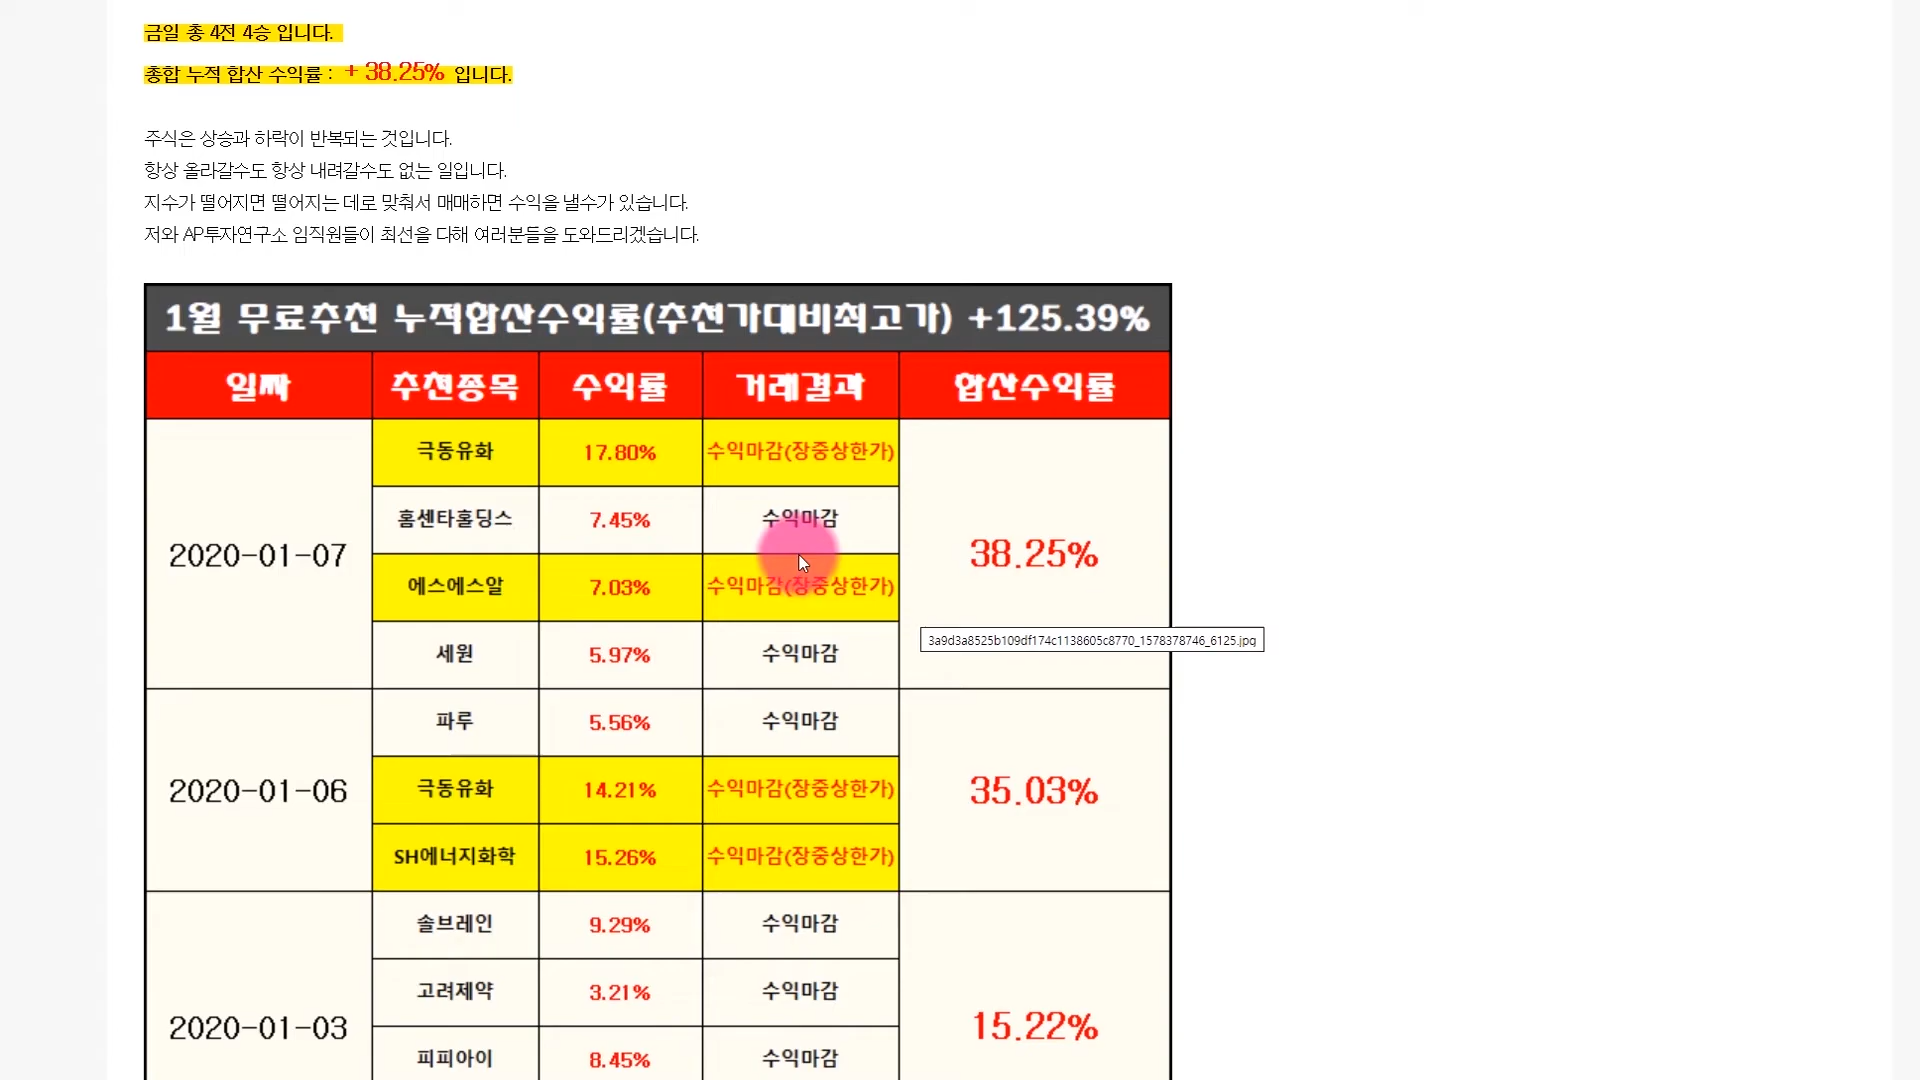 금일 총 4전 4승 입니다.
총합 누적 합산 수익률 : + 38.25% 입니다.
주식은 상승과 하락이 반복되는 것입니다.
항상 올라갈수도 항상 내려갈수도 없는 일입니다.
지수가 떨어지면 떨어지는 데로 맞춰서 매매하면 수익을 낼수가 있습니다.
저와 AP투자연구소 임직원들이 최선을 다해 여러분들을 도와드리겠습니다.
1월 무료추천 누적합산수익률(추천가대비최고가) +125.39%
일짜 추천종목 수익률 거래결과 합산수익률
극동유화 17.80% 수익마감(장중상한가)
홈센타홀딩스 7.45% 수익마감
2020-01-07 38.25%
에스에스알 7.03% 수익마감(장중상한가)
3a9d3a8525b109df174c1138605c8770_1578378746_6125.jpg
세원 5.97% 수익마감
파루 5.56% 수익마감
2020-01-06 극동유화 14.21% 수익마감(장중상한가) 35.03%
SH에너지화학 15.26% 수익마감(장중상한가)
솔브레인 9.29% 수익마감
고려제약 3.21% 수익마감
2020-01-03 15.22%
피피아이 8.45% 수익마감